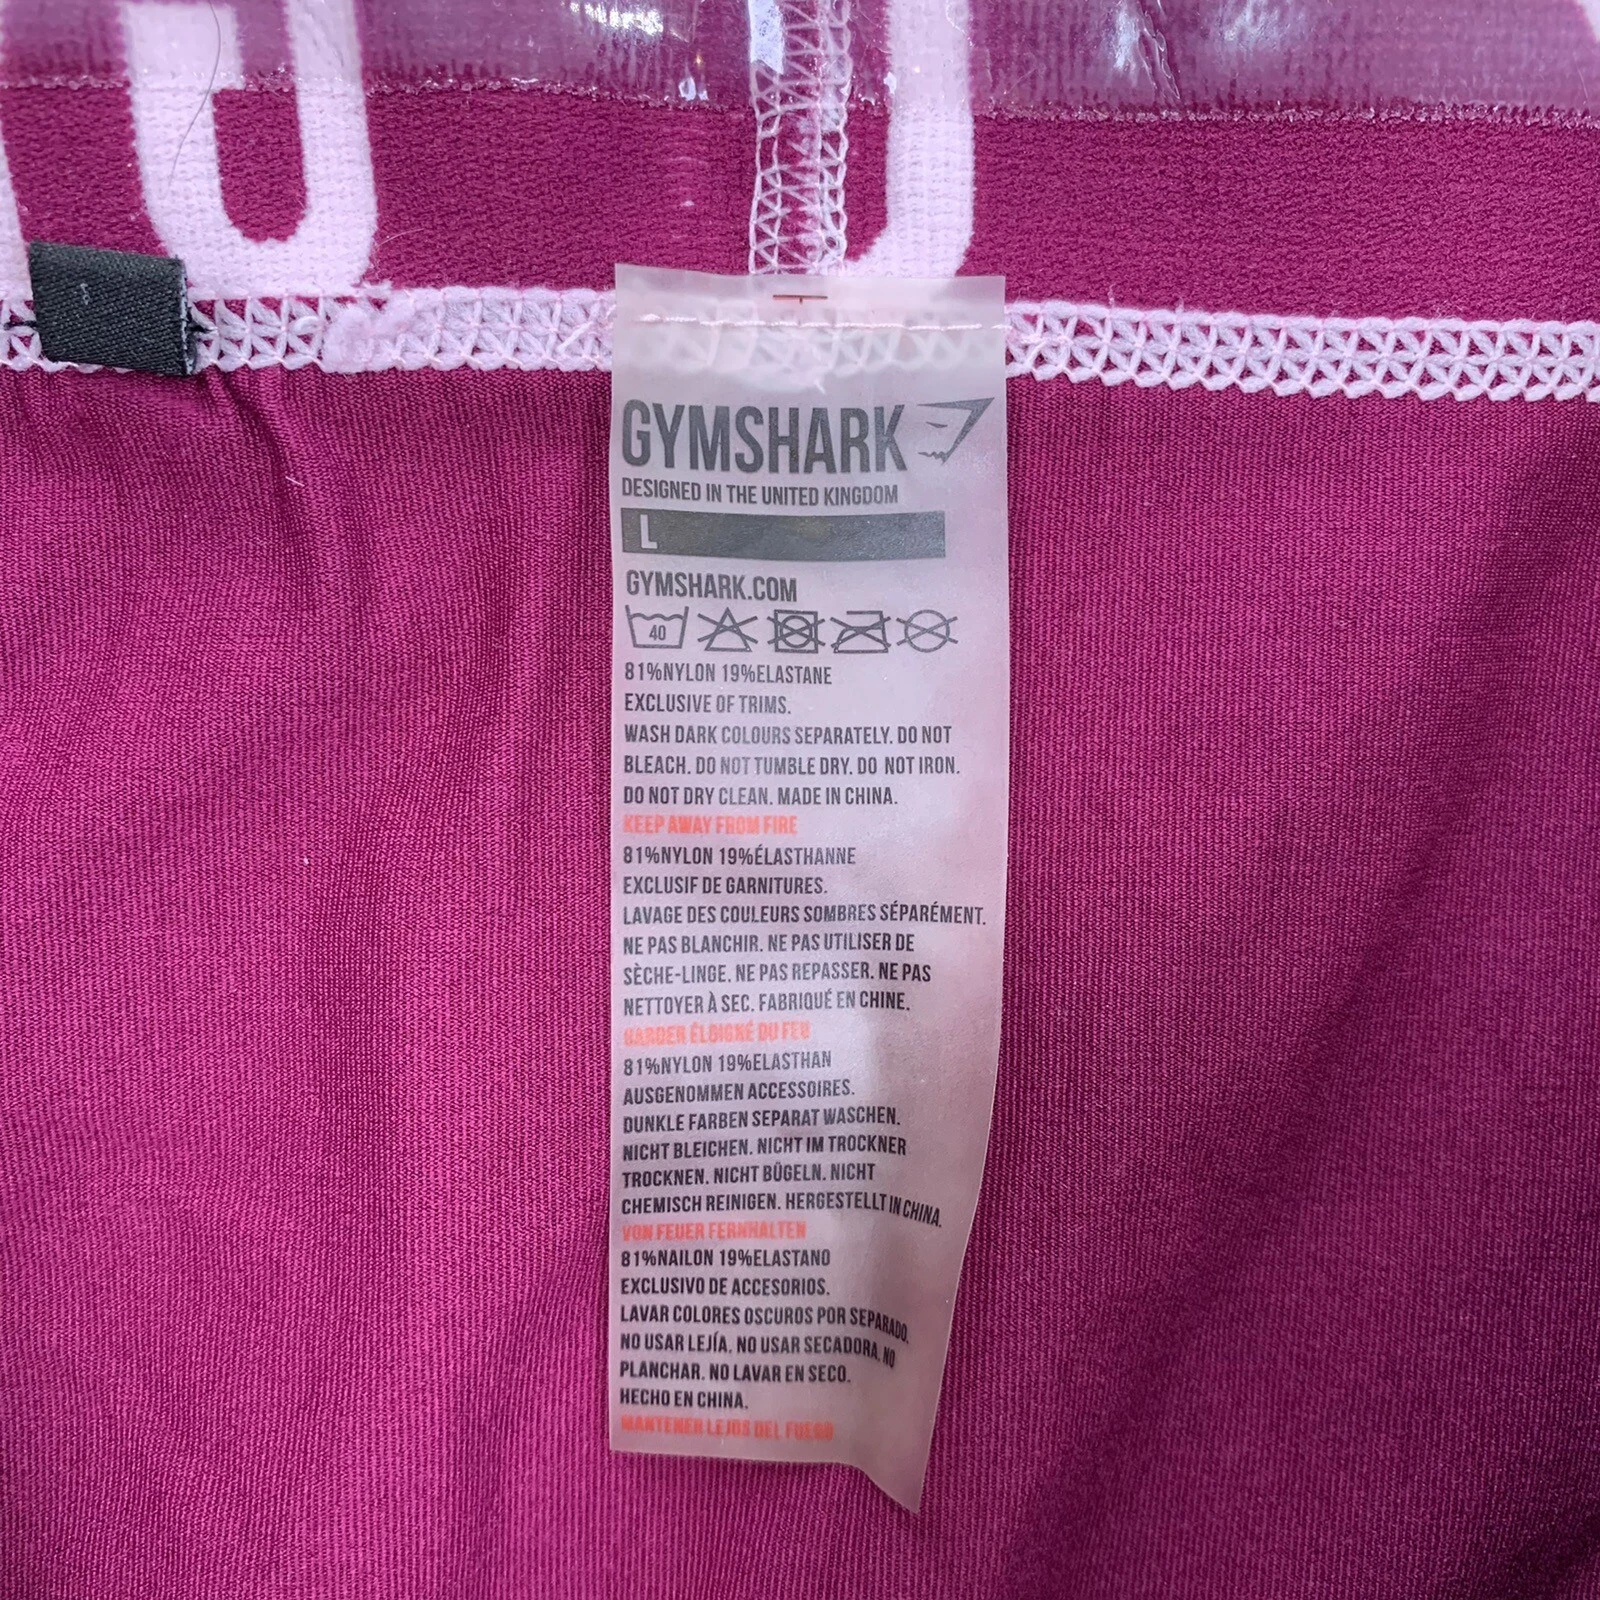 GYMSHARK
DESIGNED IN THE UNITED KINGDOM
L
GYMSHARK.COM
40
81%NYLON 19%ELASTANE
EXCLUSIVE OF TRIMS.
WASH DARK COLOURS SEPARATELY. DO NOT
BLEACH. DO NOT TUMBLE DRY. DO NOT IRON.
DO NOT DRY CLEAN. MADE IN CHINA.
KEEP AWAY FROM FIRE
81%NYLON 19%ÉLASTHANNE
EXCLUSIF DE GARNITURES.
LAVAGE DES COULEURS SOMBRES SÉPARÉMENT.
NE PAS BLANCHIR. NE PAS UTILISER DE
SÈCHE-LINGE. NE PAS REPASSER. NE PAS
NETTOYER À SEC. FABRIQUÉ EN CHINE.
GARDER ÉLOIGNÉ DU FEU
81%NYLON 19%ELASTHAN
AUSGENOMMEN ACCESSOIRES.
DUNKLE FARBEN SEPARAT WASCHEN.
NICHT BLEICHEN. NICHT IM TROCKNER
TROCKNEN. NICHT BÜGELN. NICHT
CHEMISCH REINIGEN. HERGESTELLT IN CHINA.
VON FEUER FERNHALTEN
81%NAILON 19%ELASTANO
EXCLUSIVO DE ACCESORIOS.
LAVAR COLORES OSCUROS POR SEPARADO.
NO USAR LEJÍA. NO USAR SECADORA. NO
PLANCHAR. NO LAVAR EN SECO.
HECHO EN CHINA.
MANTENER LEJOS DEL FUEGO